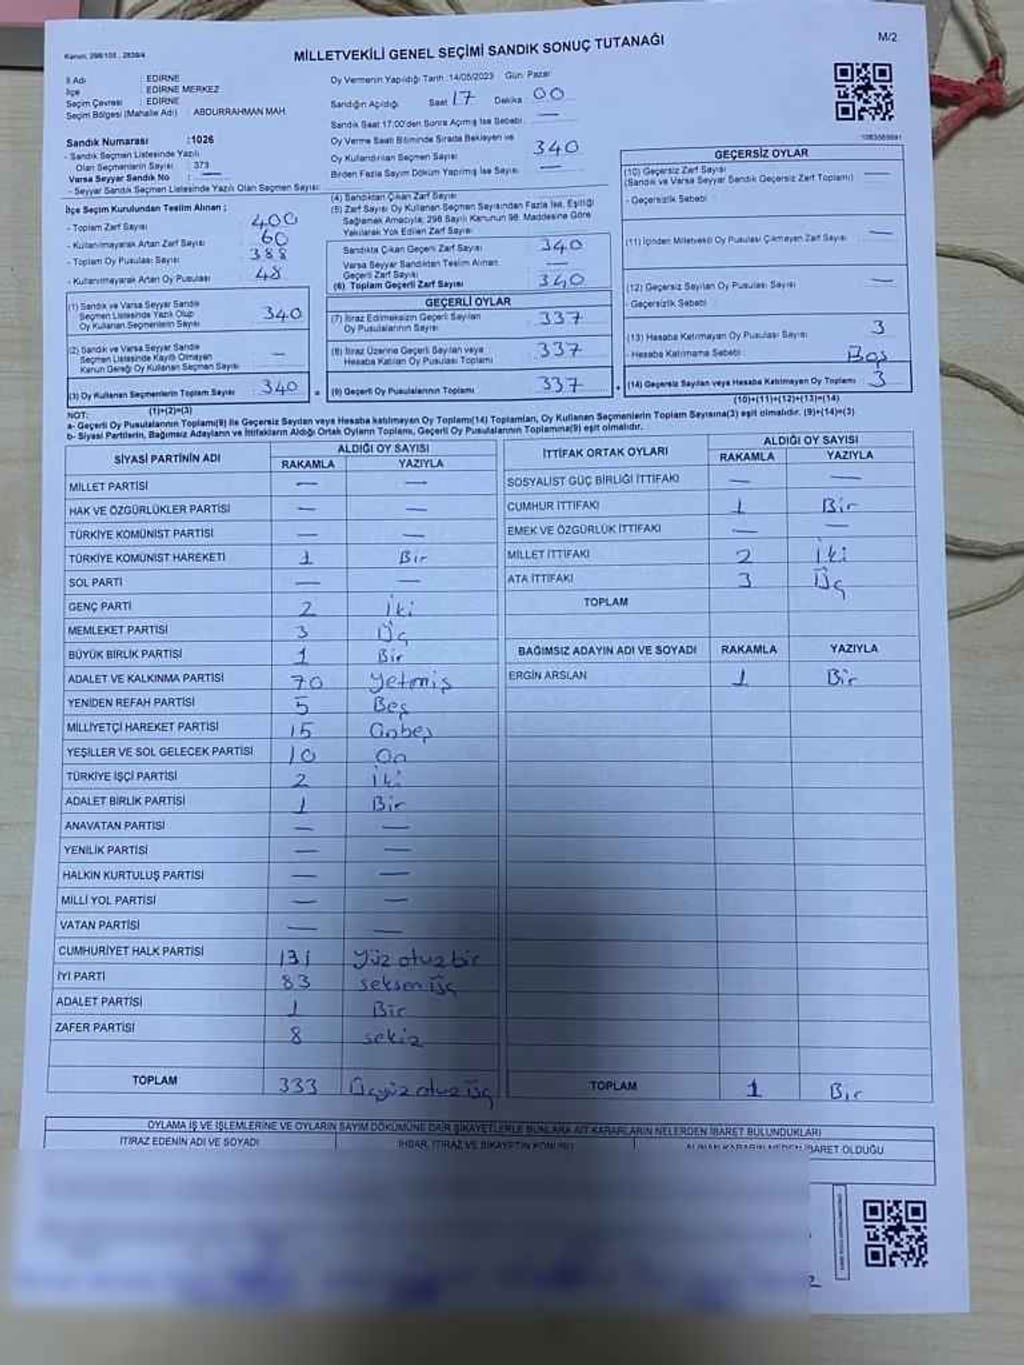 Kanun: 298/105 , 2839/4
MİLLETVEKİLİ GENEL SEÇİMİ SANDIK SONUÇ TUTANAĞI
M/2
İl Adı : EDİRNE
İlçe : EDİRNE MERKEZ
Seçim Çevresi : EDİRNE
Seçim Bölgesi (Mahalle Adı) : ABDURRAHMAN MAH.
Sandık Numarası :1026
- Sandık Seçmen Listesinde Yazılı
Olan Seçmenlerin Sayısı : 373
Varsa Seyyar Sandık No : —
- Seyyar Sandık Seçmen Listesinde Yazılı Olan Seçmen Sayısı:
Oy Vermenin Yapıldığı Tarih :14/05/2023 Gün: Pazar
Sandığın Açıldığı Saat 17 Dakika 00
Sandık Saat 17:00'den Sonra Açılmış İse Sebebi: —
Oy Verme Saati Bitiminde Sırada Bekleyen ve
Oy Kullandırılan Seçmen Sayısı 340
Birden Fazla Sayım Döküm Yapılmış İse Sayısı: —
İlçe Seçim Kurulundan Teslim Alınan ;
- Toplam Zarf Sayısı 400
- Kullanılmayarak Artan Zarf Sayısı 60
- Toplam Oy Pusulası Sayısı 388
- Kullanılmayarak Artan Oy Pusulası 48
(1) Sandık ve Varsa Seyyar Sandık
Seçmen Listesinde Yazılı Olup
Oy Kullanan Seçmenlerin Sayısı 340
(2) Sandık ve Varsa Seyyar Sandık
Seçmen Listesinde Kayıtlı Olmayan
Kanun Gereği Oy Kullanan Seçmen Sayısı —
(3) Oy Kullanan Seçmenlerin Toplam Sayısı 340
(1)+(2)=(3)
(4) Sandıktan Çıkan Zarf Sayısı
(5) Zarf Sayısı Oy Kullanan Seçmen Sayısından Fazla İse, Eşitliği
Sağlamak Amacıyla; 298 Sayılı Kanunun 98. Maddesine Göre
Yakılarak Yok Edilen Zarf Sayısı
Sandıkta Çıkan Geçerli Zarf Sayısı 340
Varsa Seyyar Sandıktan Teslim Alınan
Geçerli Zarf Sayısı —
(6) Toplam Geçerli Zarf Sayısı 340
GEÇERLİ OYLAR
(7) İtiraz Edilmeksizin Geçerli Sayılan
Oy Pusulalarının Sayısı 337
(8) İtiraz Üzerine Geçerli Sayılan veya
Hesaba Katılan Oy Pusulası Toplamı 337
(9) Geçerli Oy Pusulalarının Toplamı 337
1083569891
GEÇERSİZ OYLAR
(10) Geçersiz Zarf Sayısı
(Sandık ve Varsa Seyyar Sandık Geçersiz Zarf Toplamı) —
- Geçersizlik Sebebi
(11) İçinden Milletvekili Oy Pusulası Çıkmayan Zarf Sayısı —
(12) Geçersiz Sayılan Oy Pusulası Sayısı —
- Geçersizlik Sebebi
(13) Hesaba Katılmayan Oy Pusulası Sayısı 3
Hesaba Katılmama Sebebi Boş
(14) Geçersiz Sayılan veya Hesaba Katılmayan Oy Toplamı 3
(10)+(11)+(12)+(13)=(14)
NOT:
a- Geçerli Oy Pusulalarının Toplamı(9) ile Geçersiz Sayılan veya Hesaba katılmayan Oy Toplam(14) Toplamları, Oy Kullanan Seçmenlerin Toplam Sayısına(3) eşit olmalıdır. (9)+(14)=(3)
b- Siyasi Partilerin, Bağımsız Adayların ve İttifakların Aldığı Ortak Oyların Toplamı, Geçerli Oy Pusulalarının Toplamına(9) eşit olmalıdır.
SİYASİ PARTİNİN ADI ALDIĞI OY SAYISI
RAKAMLA YAZIYLA
MİLLET PARTİSİ — —
HAK VE ÖZGÜRLÜKLER PARTİSİ — —
TÜRKİYE KOMÜNİST PARTİSİ — —
TÜRKİYE KOMÜNİST HAREKETİ 1 Bir
SOL PARTİ — —
GENÇ PARTİ 2 İki
MEMLEKET PARTİSİ 3 Üç
BÜYÜK BİRLİK PARTİSİ 1 Bir
ADALET VE KALKINMA PARTİSİ 70 Yetmiş
YENİDEN REFAH PARTİSİ 5 Beş
MİLLİYETÇİ HAREKET PARTİSİ 15 Onbeş
YEŞİLLER VE SOL GELECEK PARTİSİ 10 On
TÜRKİYE İŞÇİ PARTİSİ 2 İki
ADALET BİRLİK PARTİSİ 1 Bir
ANAVATAN PARTİSİ — —
YENİLİK PARTİSİ — —
HALKIN KURTULUŞ PARTİSİ — —
MİLLİ YOL PARTİSİ — —
VATAN PARTİSİ — —
CUMHURİYET HALK PARTİSİ 131 Yüz otuz bir
İYİ PARTİ 83 seksen üç
ADALET PARTİSİ 1 Bir
ZAFER PARTİSİ 8 sekiz
TOPLAM 333 Üçyüz otuz üç
İTTİFAK ORTAK OYLARI ALDIĞI OY SAYISI
RAKAMLA YAZIYLA
SOSYALİST GÜÇ BİRLİĞİ İTTİFAKI — —
CUMHUR İTTİFAKI 1 Bir
EMEK VE ÖZGÜRLÜK İTTİFAKI — —
MİLLET İTTİFAKI 2 İki
ATA İTTİFAKI 3 Üç
TOPLAM
BAĞIMSIZ ADAYIN ADI VE SOYADI RAKAMLA YAZIYLA
ERGİN ARSLAN 1 Bir
TOPLAM 1 Bir
OYLAMA İŞ VE İŞLEMLERİNE VE OYLARIN SAYIM DÖKÜMÜNE DAİR ŞİKAYETLERLE BUNLARA AİT KARARLARIN NELERDEN İBARET BULUNDUKLARI
İTİRAZ EDENİN ADI VE SOYADI
İHBAR, İTİRAZ VE ŞİKAYETİN KONUSU
ALINAN KARARIN NEDEN İBARET OLDUĞU